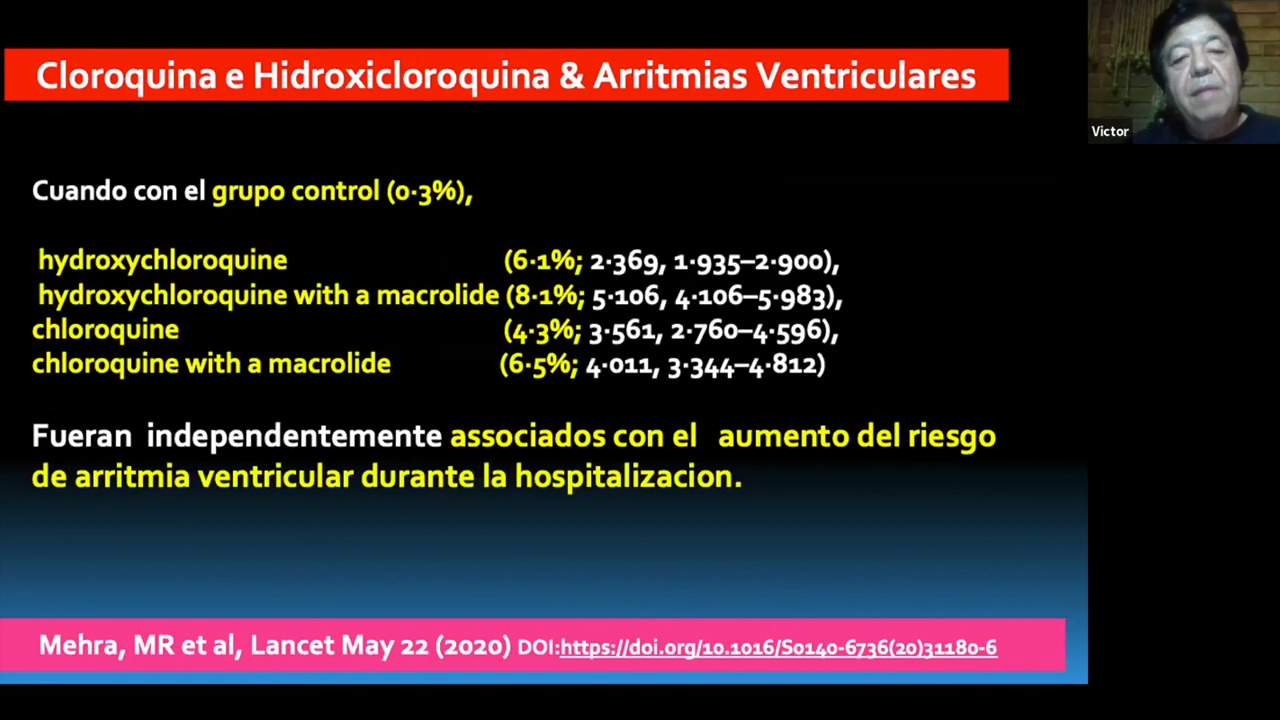 Cloroquina e Hidroxicloroquina & Arritmias Ventriculares
Victor
Cuando con el grupo control (0·3%),
hydroxychloroquine (6·1%; 2·369, 1·935–2·900),
hydroxychloroquine with a macrolide (8·1%; 5·106, 4·106–5·983),
chloroquine (4·3%; 3·561, 2·760–4·596),
chloroquine with a macrolide (6·5%; 4·011, 3·344–4·812)
Fueran independentemente associados con el aumento del riesgo
de arritmia ventricular durante la hospitalizacion.
Mehra, MR et al, Lancet May 22 (2020) DOI:https://doi.org/10.1016/S0140-6736(20)31180-6